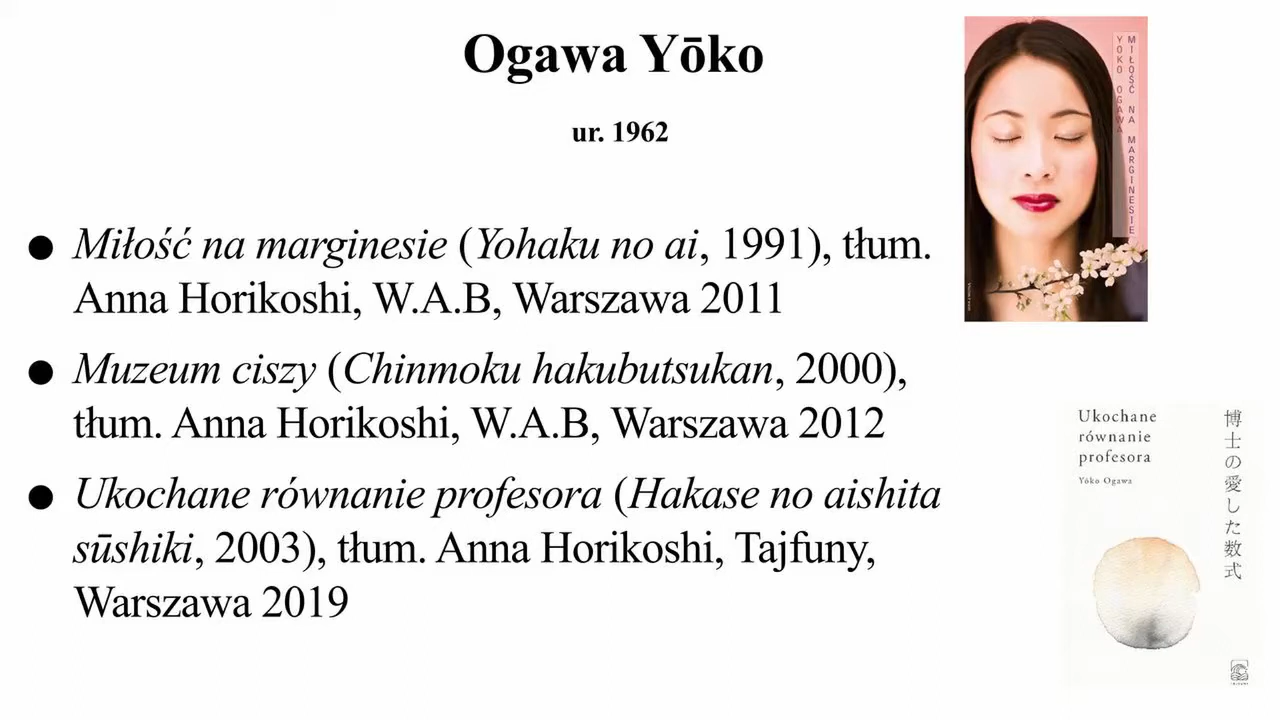 Ogawa Yōko
ur. 1962
● Miłość na marginesie (Yohaku no ai, 1991), tłum.
Anna Horikoshi, W.A.B, Warszawa 2011
● Muzeum ciszy (Chinmoku hakubutsukan, 2000),
tłum. Anna Horikoshi, W.A.B, Warszawa 2012
● Ukochane równanie profesora (Hakase no aishita
sūshiki, 2003), tłum. Anna Horikoshi, Tajfuny,
Warszawa 2019
MIŁOŚĆ NA MARGINESIE
YOKO OGAWA
Ukochane
równanie
profesora
Yōko Ogawa
博士の愛した数式